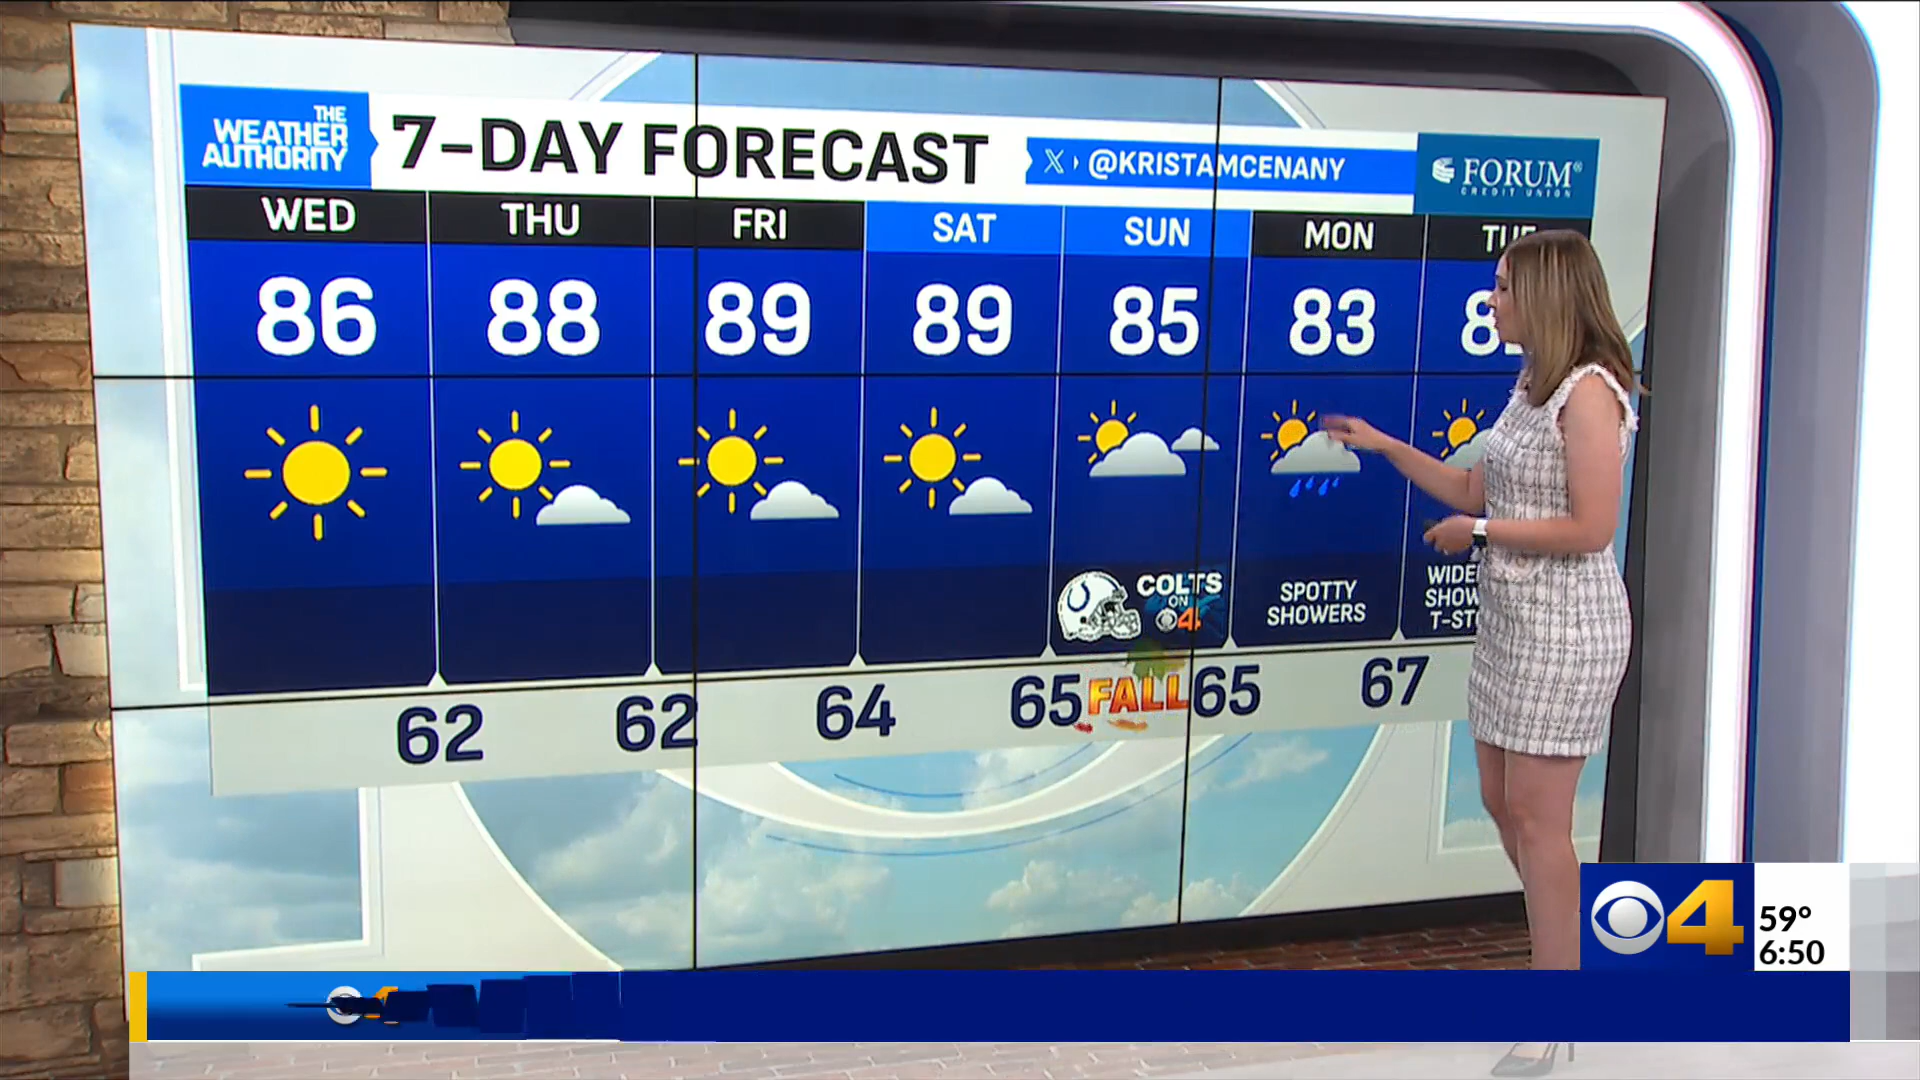 THE
WEATHER
AUTHORITY
7-DAY FORECAST
X @KRISTAMCENANY
FORUM®
CREDIT UNION
WED THU FRI SAT SUN MON
86 88 89 89 85 83
COLTS
ON
4
SPOTTY
SHOWERS
62 62 64 65 FALL 65 67
4
59°
6:50